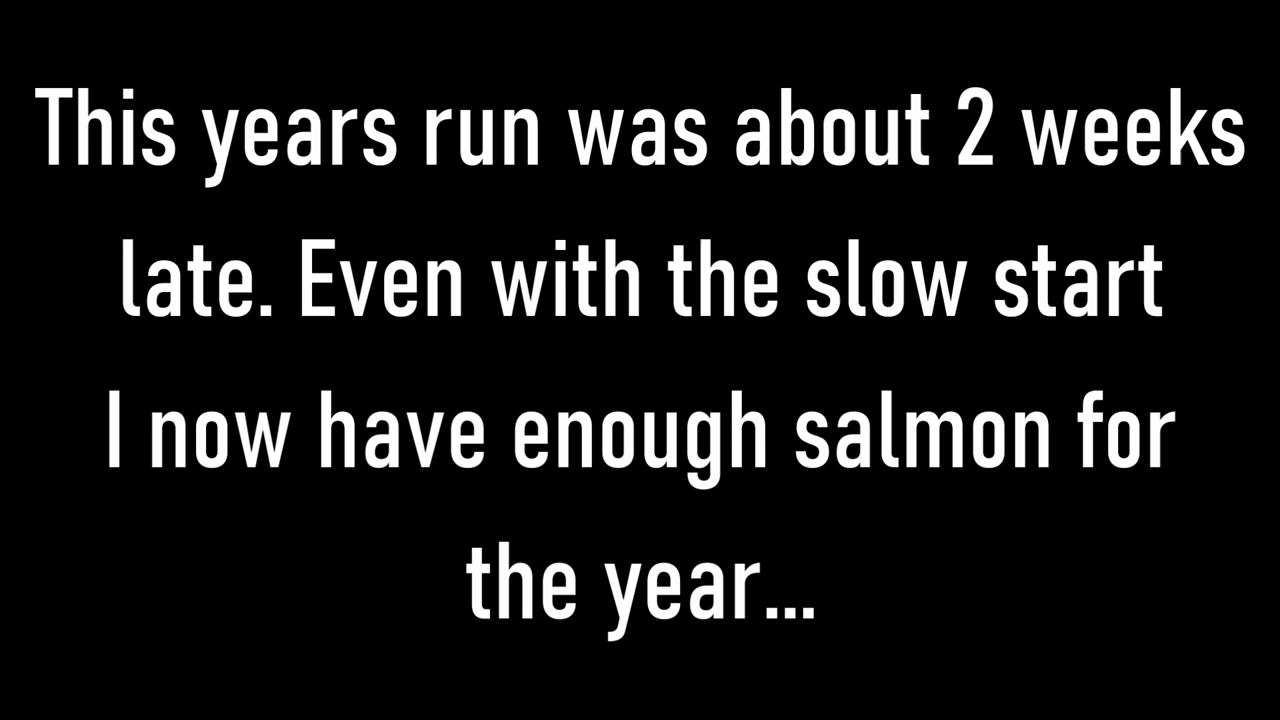 This years run was about 2 weeks
late. Even with the slow start
I now have enough salmon for
the year...